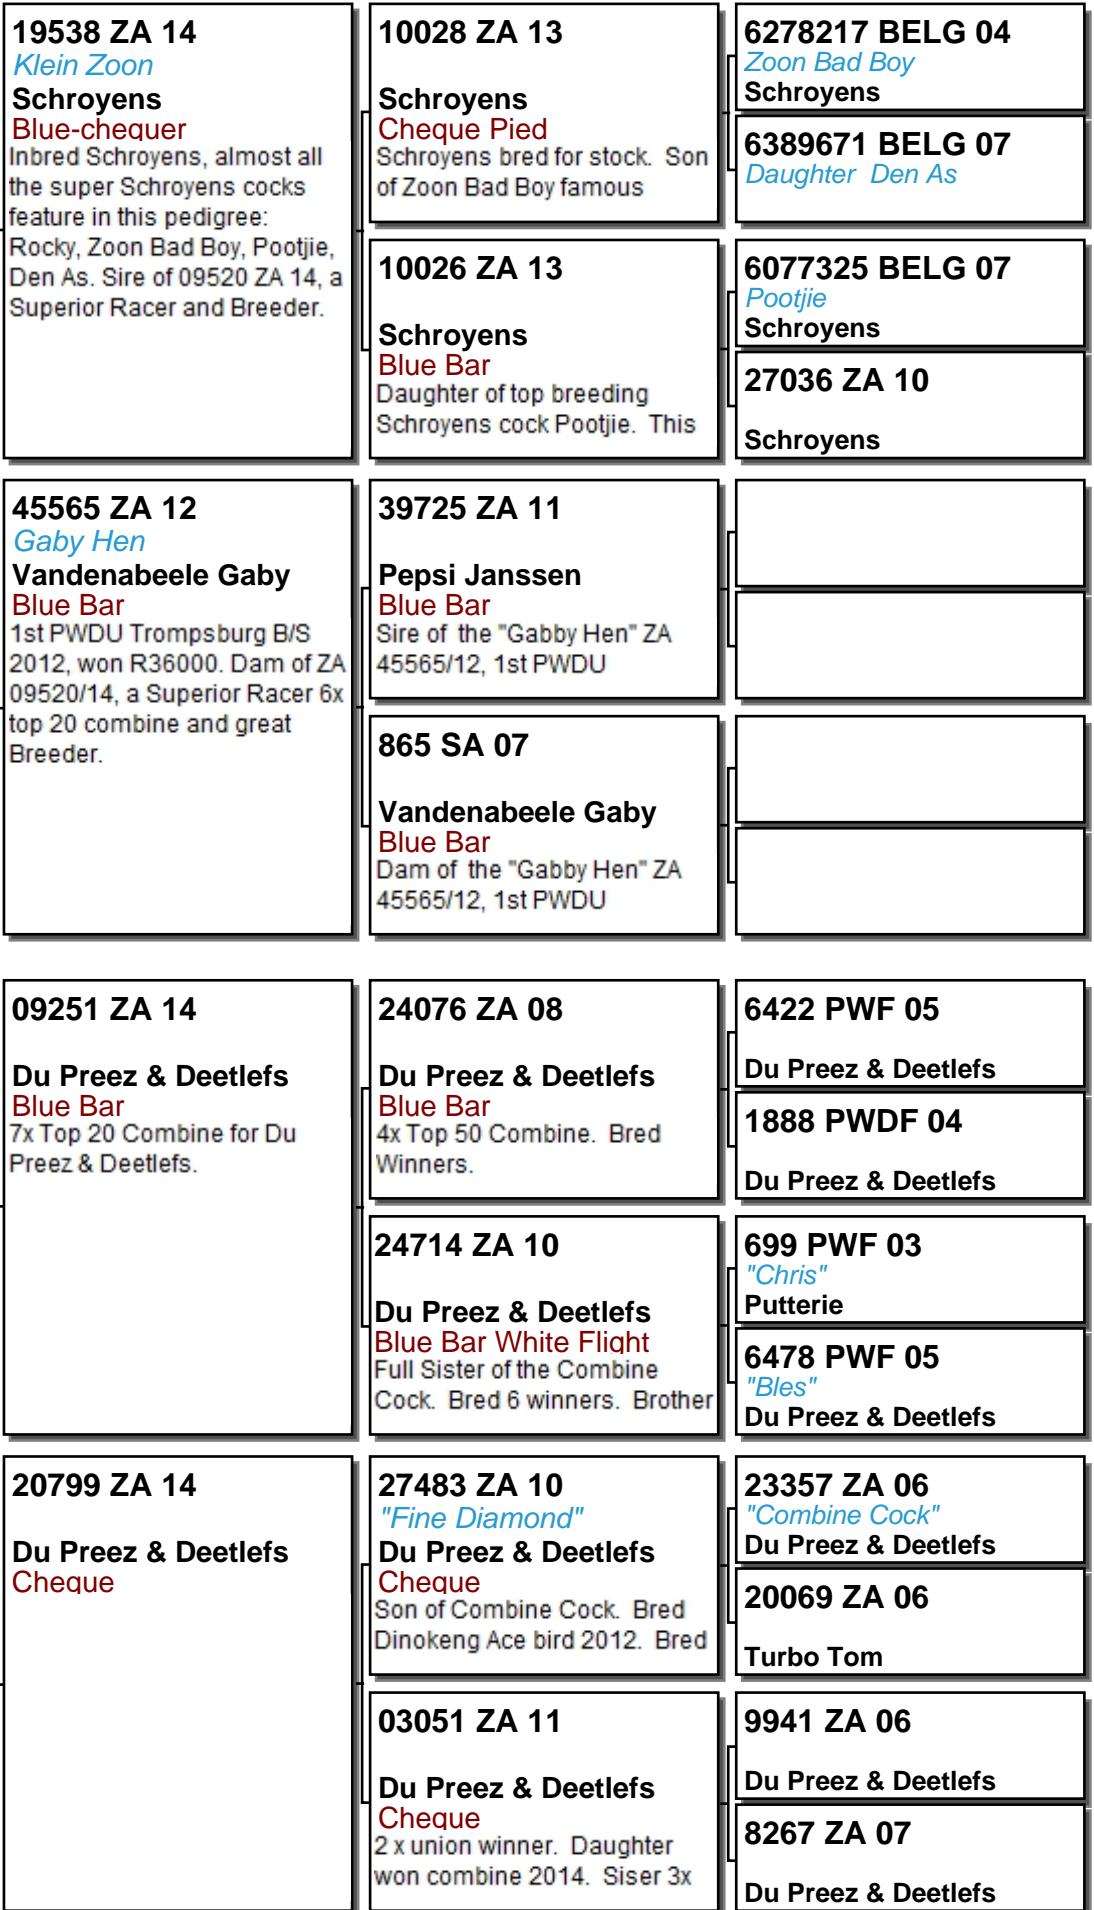 19538 ZA 14
Klein Zoon
Schroyens
Blue-chequer
Inbred Schroyens, almost all
the super Schroyens cocks
feature in this pedigree:
Rocky, Zoon Bad Boy, Pootjie,
Den As. Sire of 09520 ZA 14, a
Superior Racer and Breeder.
10028 ZA 13
Schroyens
Cheque Pied
Schroyens bred for stock.  Son
of Zoon Bad Boy famous
6278217 BELG 04
Zoon Bad Boy
Schroyens
6389671 BELG 07
Daughter  Den As
10026 ZA 13
Schroyens
Blue Bar
Daughter of top breeding
Schroyens cock Pootjie.  This
6077325 BELG 07
Pootjie
Schroyens
27036 ZA 10
Schroyens
45565 ZA 12
Gaby Hen
Vandenabeele Gaby
Blue Bar
1st PWDU Trompsburg B/S
2012, won R36000. Dam of ZA
09520/14, a Superior Racer 6x
top 20 combine and great
Breeder.
39725 ZA 11
Pepsi Janssen
Blue Bar
Sire of  the "Gabby Hen" ZA
45565/12, 1st PWDU
865 SA 07
Vandenabeele Gaby
Blue Bar
Dam of  the "Gabby Hen" ZA
45565/12, 1st PWDU
09251 ZA 14
Du Preez & Deetlefs
Blue Bar
7x Top 20 Combine for Du
Preez & Deetlefs.
24076 ZA 08
Du Preez & Deetlefs
Blue Bar
4x Top 50 Combine.  Bred
Winners.
6422 PWF 05
Du Preez & Deetlefs
1888 PWDF 04
Du Preez & Deetlefs
24714 ZA 10
Du Preez & Deetlefs
Blue Bar White Flight
Full Sister of the Combine
Cock.  Bred 6 winners.  Brother
699 PWF 03
"Chris"
Putterie
6478 PWF 05
"Bles"
Du Preez & Deetlefs
20799 ZA 14
Du Preez & Deetlefs
Cheque
27483 ZA 10
"Fine Diamond"
Du Preez & Deetlefs
Cheque
Son of Combine Cock.  Bred
Dinokeng Ace bird 2012.  Bred
23357 ZA 06
"Combine Cock"
Du Preez & Deetlefs
20069 ZA 06
Turbo Tom
03051 ZA 11
Du Preez & Deetlefs
Cheque
2 x union winner.  Daughter
won combine 2014.  Siser 3x
9941 ZA 06
Du Preez & Deetlefs
8267 ZA 07
Du Preez & Deetlefs